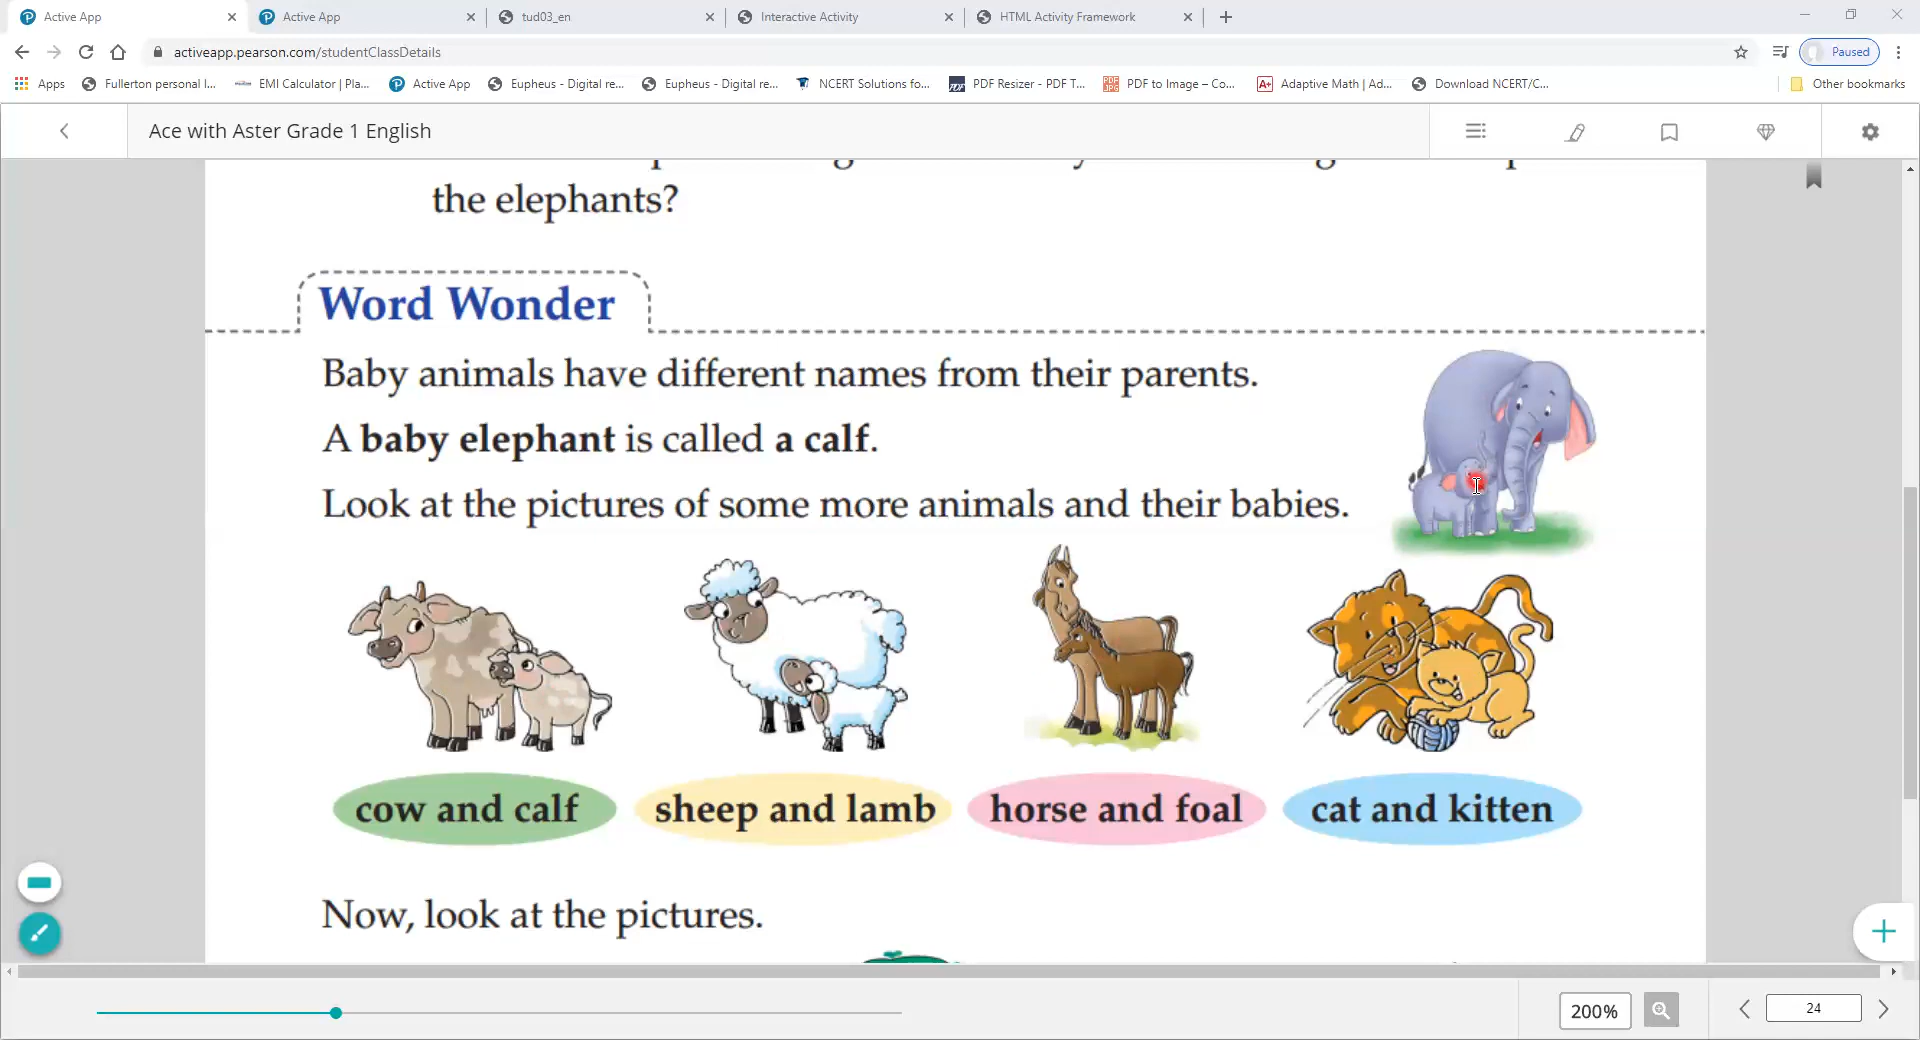 Active App
Active App
tud03_en
Interactive Activity
HTML Activity Framework
activeapp.pearson.com/studentClassDetails
Paused
Apps
Fullerton personal l...
EMI Calculator | Pla...
Active App
Eupheus - Digital re...
Eupheus - Digital re...
NCERT Solutions fo...
PDF Resizer - PDF T...
PDF to Image – Co...
Adaptive Math | Ad...
Download NCERT/C...
Other bookmarks
Ace with Aster Grade 1 English
the elephants?
Word Wonder
Baby animals have different names from their parents.
A baby elephant is called a calf.
Look at the pictures of some more animals and their babies.
cow and calf
sheep and lamb
horse and foal
cat and kitten
Now, look at the pictures.
200%
24